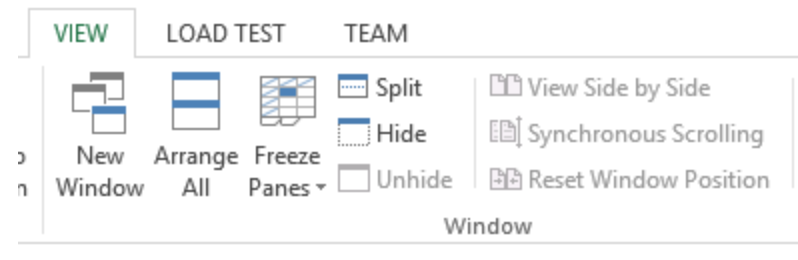 VIEW LOAD TEST TEAM
New Window
Arrange All
Freeze Panes
Split
Hide
Unhide
View Side by Side
Synchronous Scrolling
Reset Window Position
Window